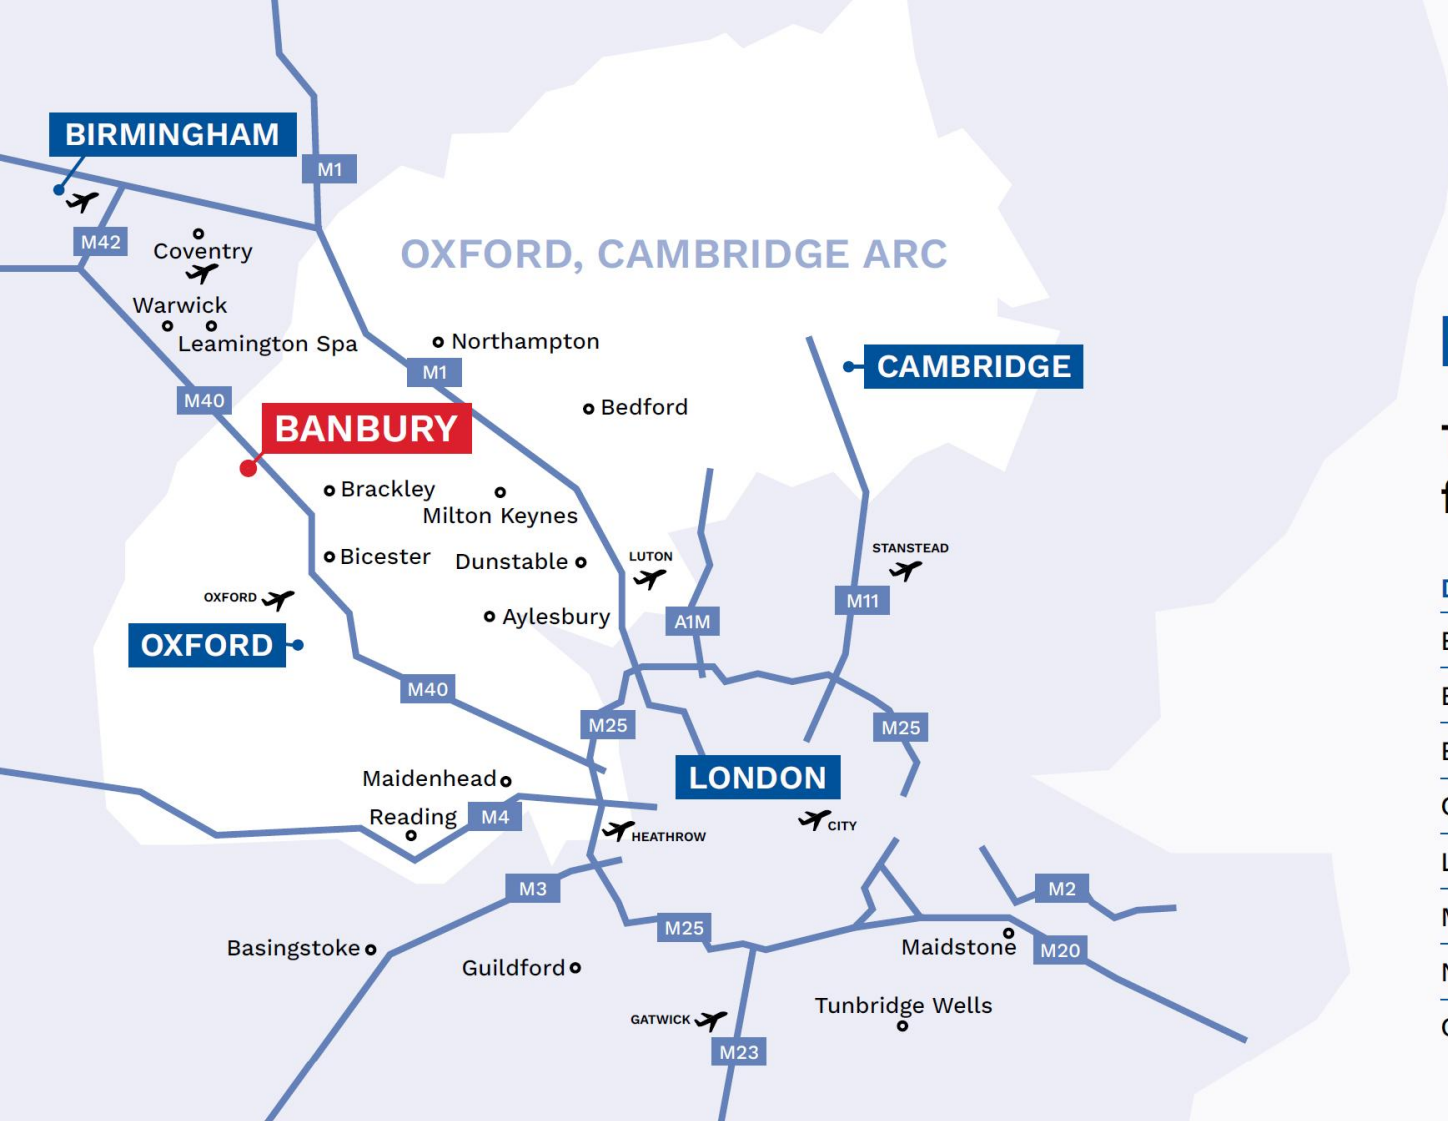 BIRMINGHAM
M1
M42
Coventry
OXFORD, CAMBRIDGE ARC
Warwick
Leamington Spa
Northampton
M1
CAMBRIDGE
M40
Bedford
BANBURY
Brackley
Milton Keynes
Bicester
Dunstable
LUTON
STANSTEAD
OXFORD
M11
Aylesbury
A1M
OXFORD
M40
M25
M25
Maidenhead
LONDON
Reading
M4
HEATHROW
CITY
M3
M2
M25
Basingstoke
Maidstone
M20
Guildford
Tunbridge Wells
GATWICK
M23